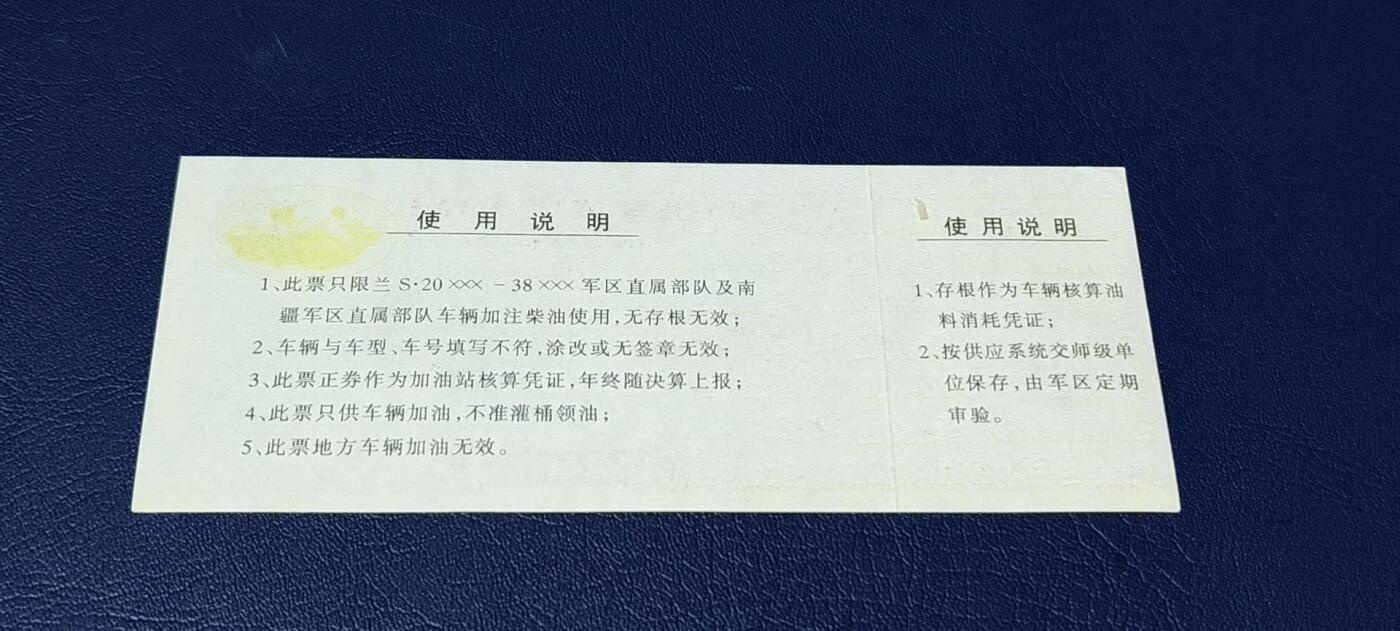 使用说明
1、此票只限兰 S·20××× - 38××× 军区直属部队及南
疆军区直属部队车辆加注柴油使用,无存根无效;
2、车辆与车型、车号填写不符,涂改或无签章无效;
3、此票正券作为加油站核算凭证,年终随决算上报;
4、此票只供车辆加油,不准灌桶领油;
5、此票地方车辆加油无效。
使用说明
1、存根作为车辆核算油
料消耗凭证;
2、按供应系统交师级单
位保存,由军区定期
审验。